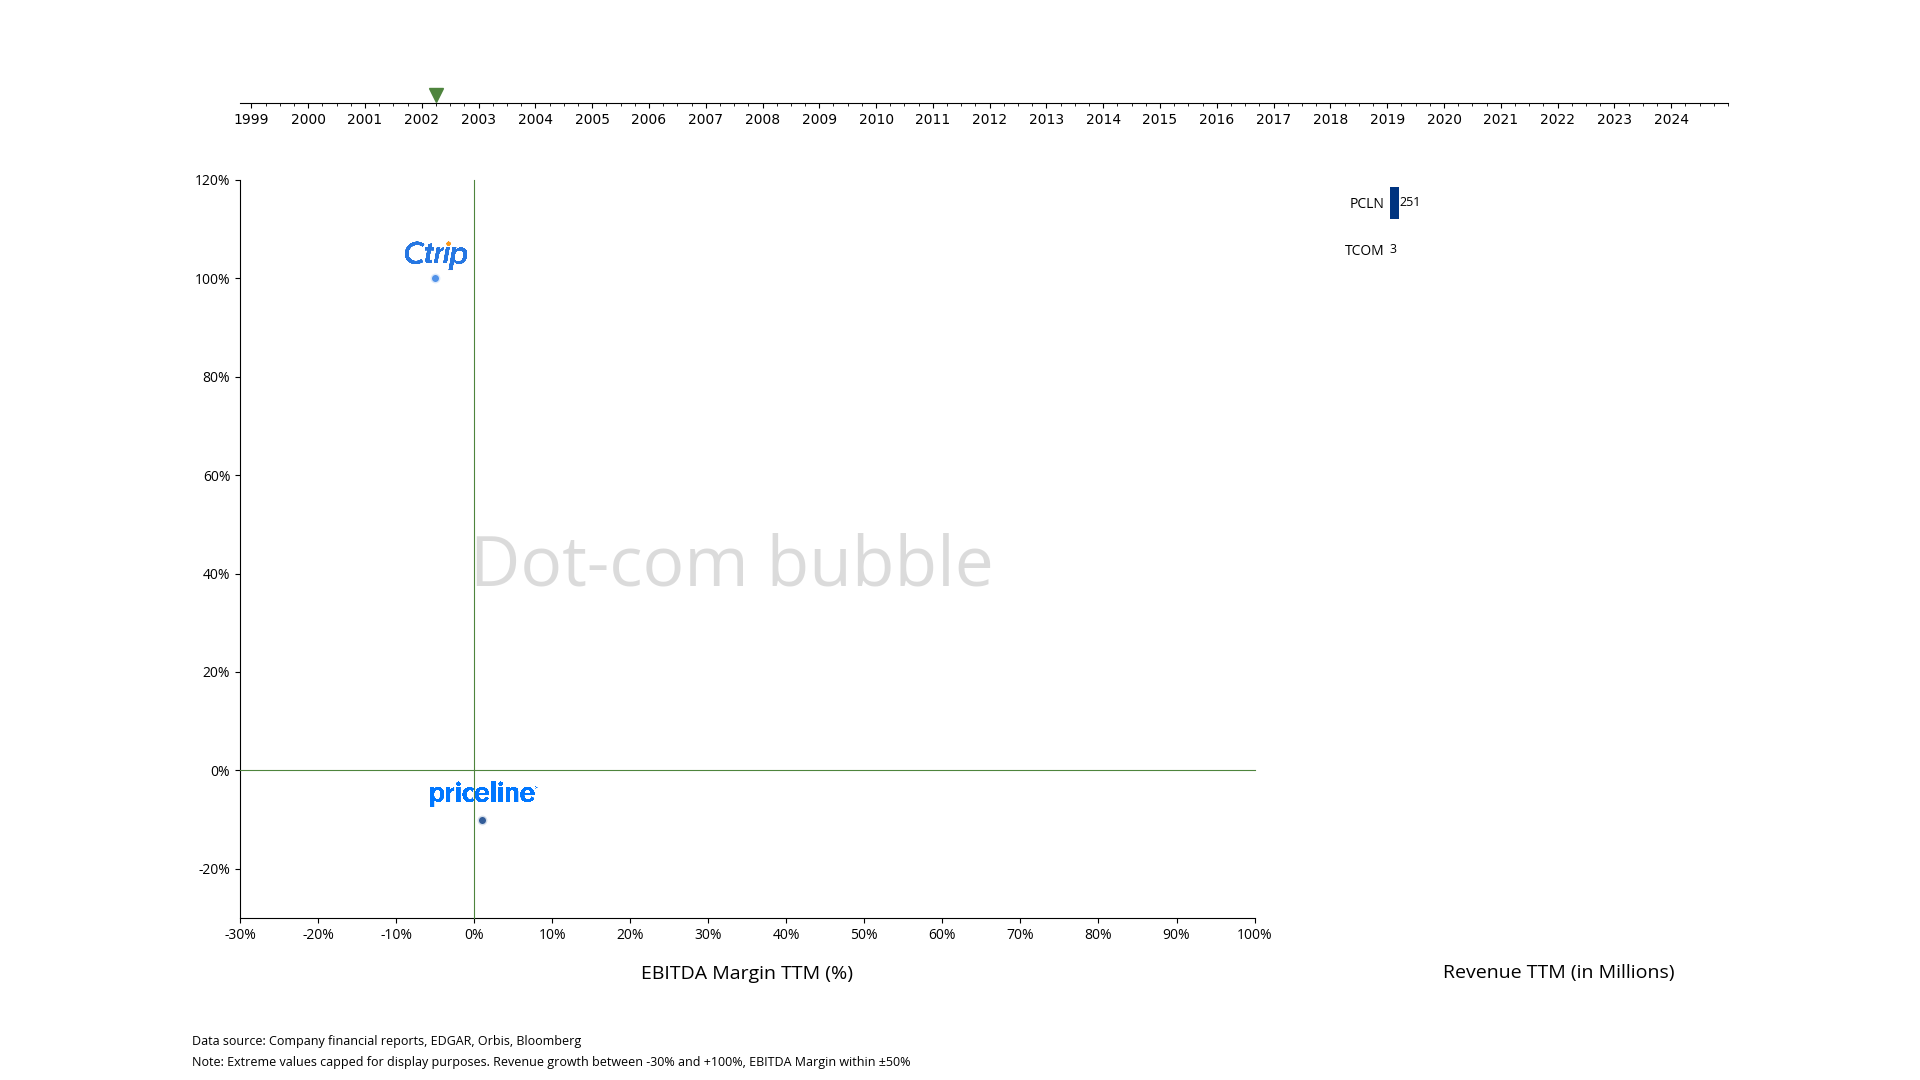 1999 2000 2001 2002 2003 2004 2005 2006 2007 2008 2009 2010 2011 2012 2013 2014 2015 2016 2017 2018 2019 2020 2021 2022 2023 2024
120%
100%
80%
60%
40%
20%
0%
-20%
Ctrip
Dot-com bubble
priceline
-30% -20% -10% 0% 10% 20% 30% 40% 50% 60% 70% 80% 90% 100%
EBITDA Margin TTM (%)
PCLN 251
TCOM 3
Revenue TTM (in Millions)
Data source: Company financial reports, EDGAR, Orbis, Bloomberg
Note: Extreme values capped for display purposes. Revenue growth between -30% and +100%, EBITDA Margin within ±50%